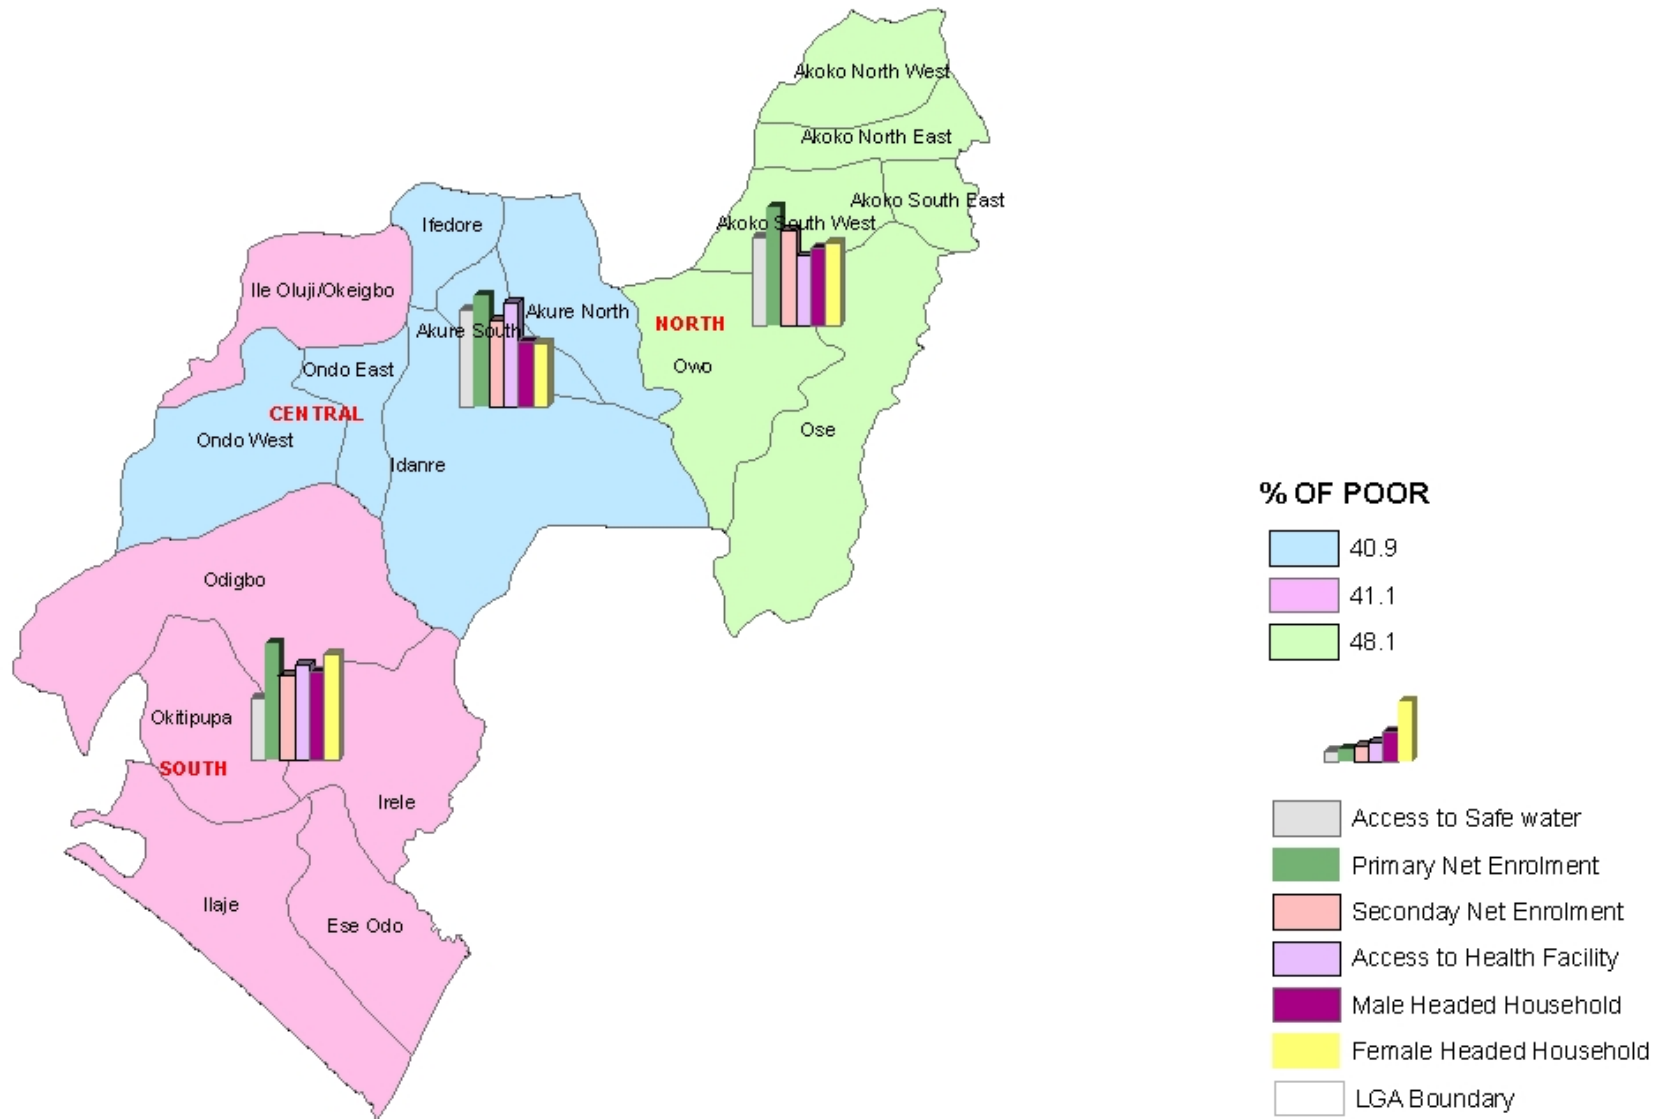 Akoko North West
Akoko North East
Akoko South East
Akoko South West
Ifedore
Ile Oluji/Okeigbo
Akure North
Akure South
NORTH
Owo
Ondo East
CENTRAL
Ondo West
Ose
Idanre
Odigbo
Okitipupa
SOUTH
Irele
Ilaje
Ese Odo
% OF POOR
40.9
41.1
48.1
Access to Safe water
Primary Net Enrolment
Seconday Net Enrolment
Access to Health Facility
Male Headed Household
Female Headed Household
LGA Boundary